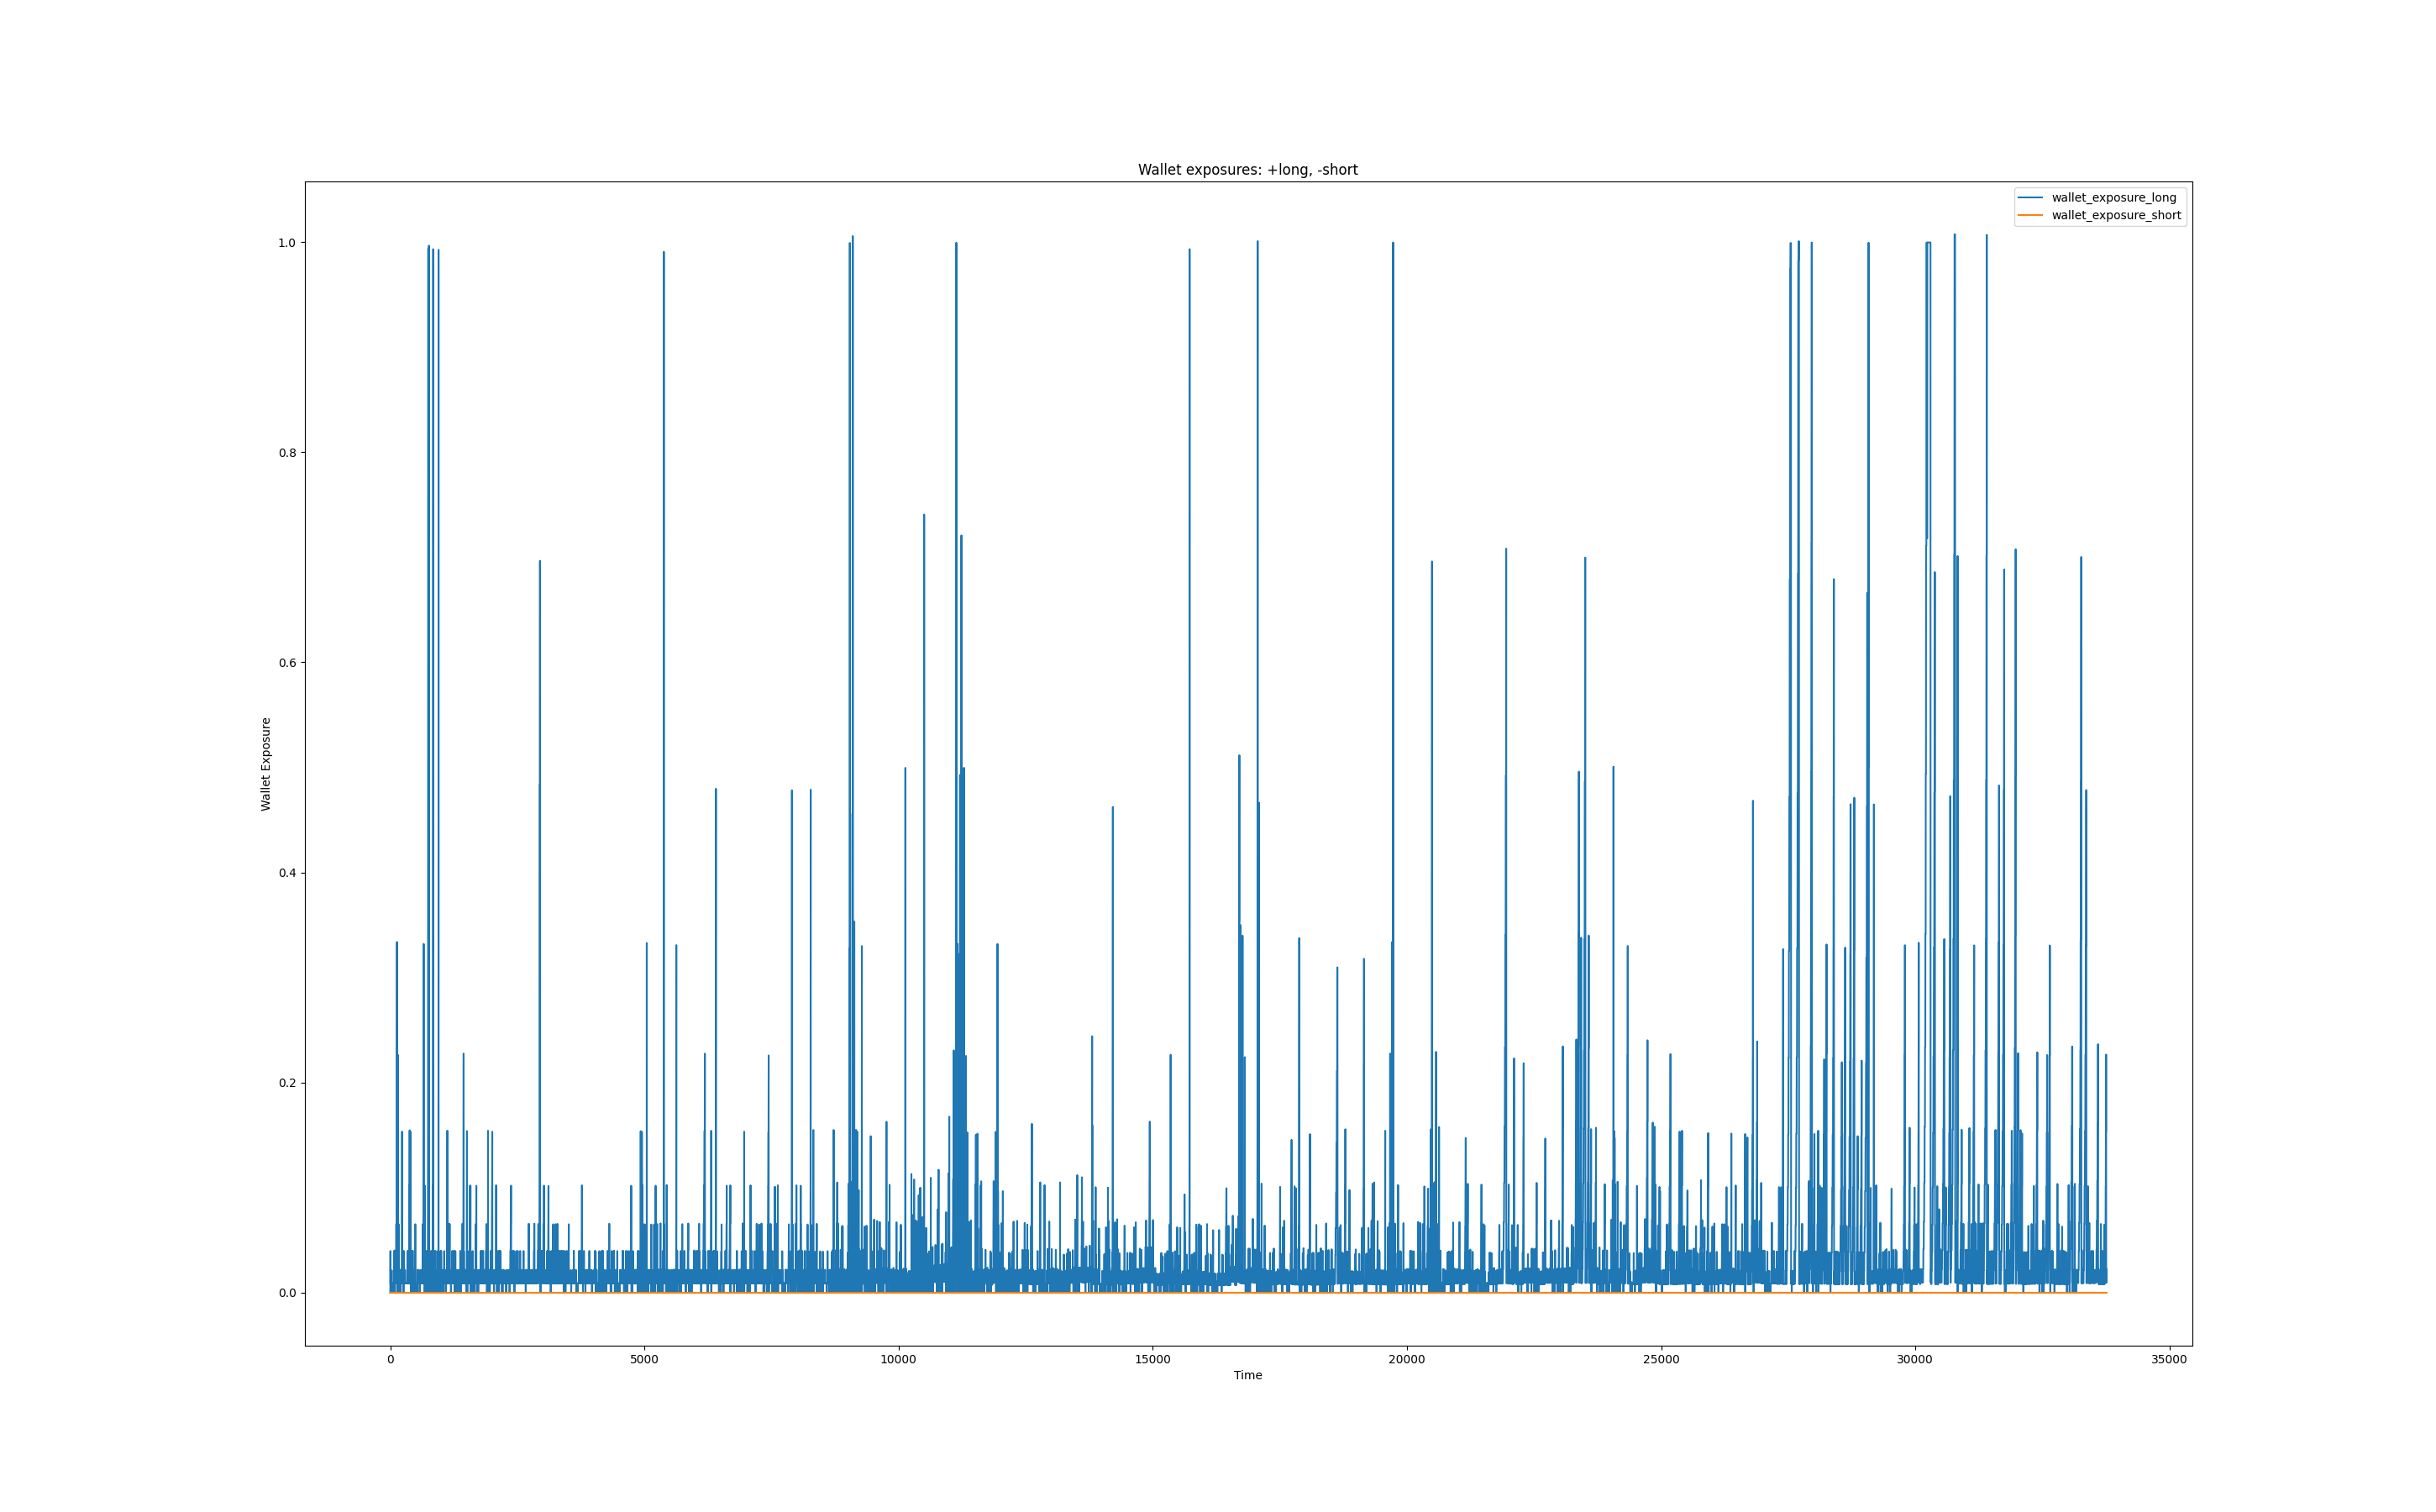 Wallet exposures: +long, -short
wallet_exposure_long
wallet_exposure_short
1.0
0.8
0.6
0.4
0.2
0.0
Wallet Exposure
0 5000 10000 15000 20000 25000 30000 35000
Time